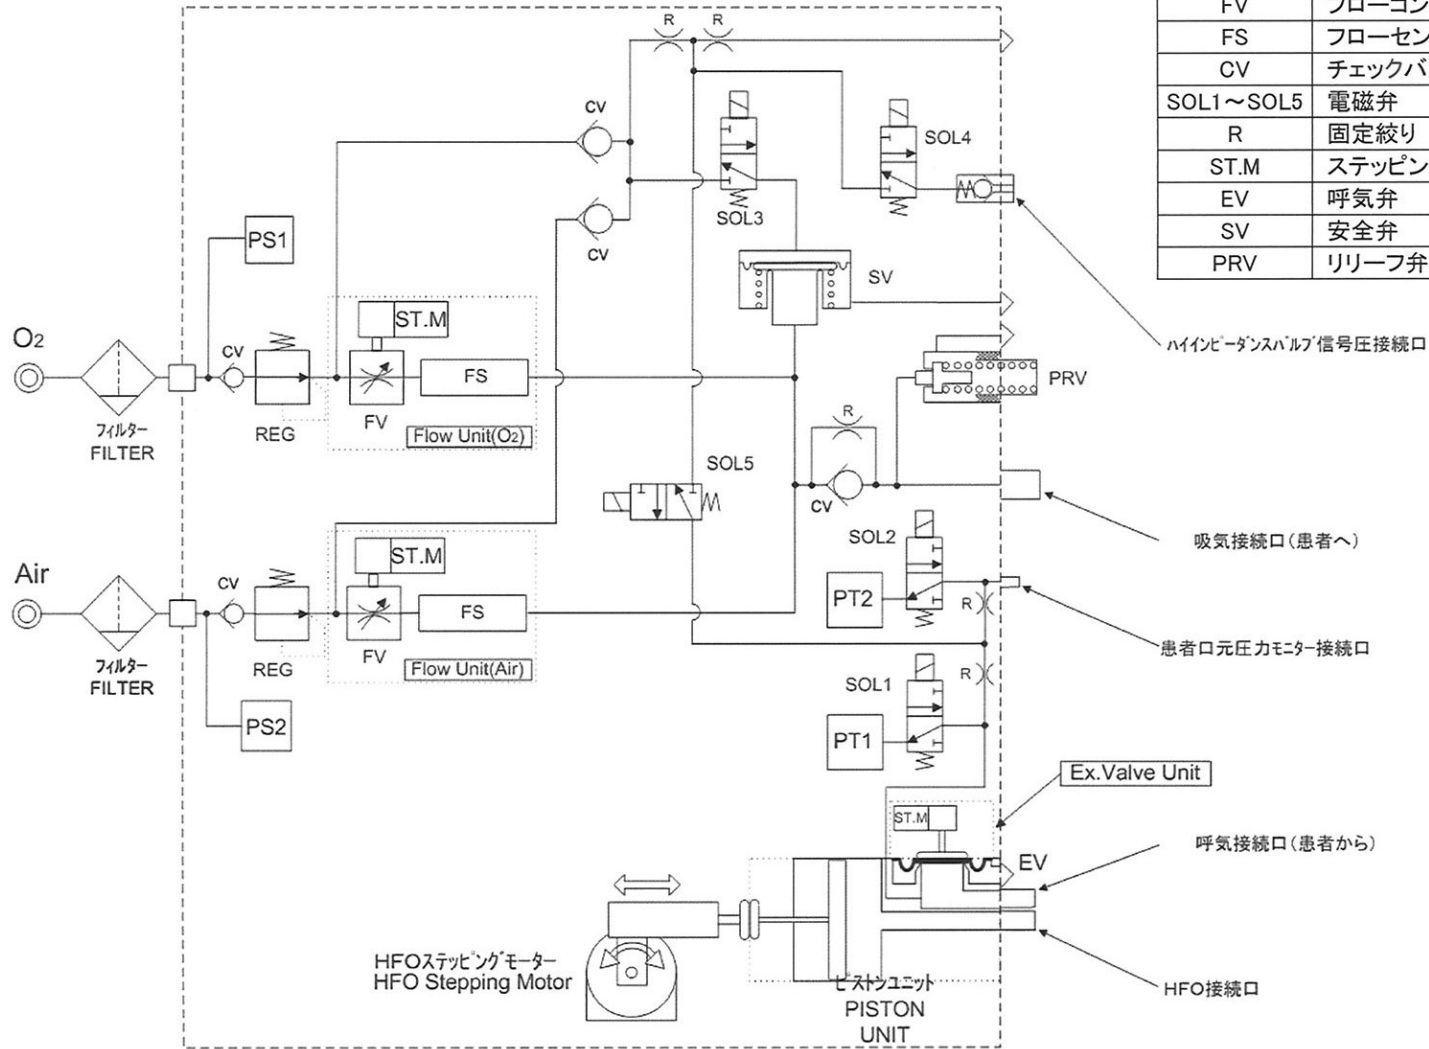 FV フローコン
FS フローセン
CV チェックバ
SOL1～SOL5 電磁弁
R 固定絞り
ST.M ステッピン
EV 呼気弁
SV 安全弁
PRV リリーフ弁
R
R
CV
SOL4
SOL3
CV
PS1
SV
ハイインピーダンスバルブ信号圧接続口
O2
ST.M
CV
FS
PRV
フィルター
FILTER
REG
FV
Flow Unit(O2)
R
SOL5
CV
吸気接続口(患者へ)
SOL2
Air
ST.M
CV
FS
PT2
R
フィルター
FILTER
REG
FV
Flow Unit(Air)
患者口元圧力モニター接続口
SOL1
R
PS2
PT1
Ex.Valve Unit
ST.M
呼気接続口(患者から)
EV
HFOステッピングモーター
HFO Stepping Motor
ピストンユニット
PISTON
UNIT
HFO接続口